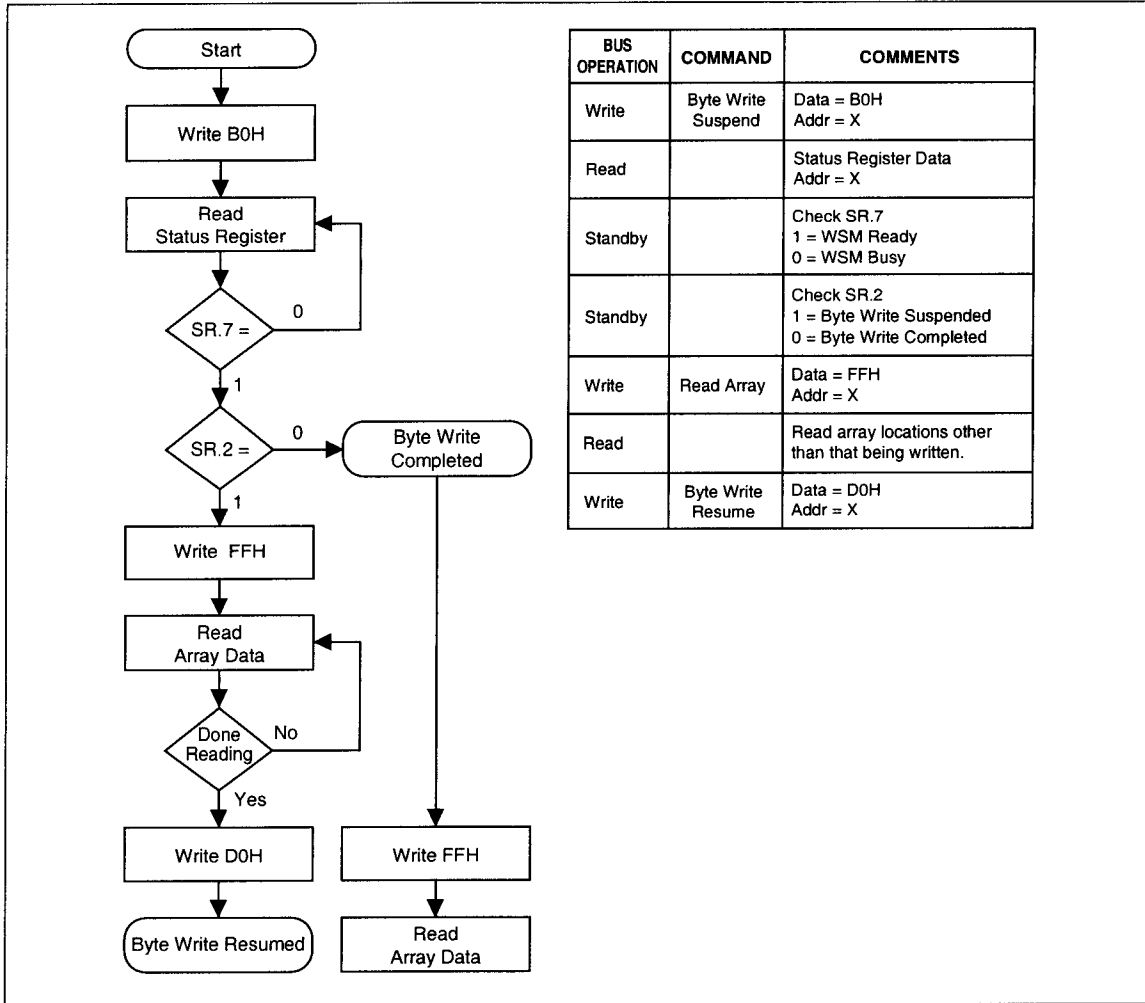 Start
Write B0H
Read
Status Register
SR.7 =
0
1
SR.2 =
0
Byte Write
Completed
1
Write FFH
Read
Array Data
Done
Reading
No
Yes
Write D0H
Write FFH
Byte Write Resumed
Read
Array Data
BUS
OPERATION
COMMAND
COMMENTS
Write
Byte Write
Suspend
Data = B0H
Addr = X
Read
Status Register Data
Addr = X
Standby
Check SR.7
1 = WSM Ready
0 = WSM Busy
Standby
Check SR.2
1 = Byte Write Suspended
0 = Byte Write Completed
Write
Read Array
Data = FFH
Addr = X
Read
Read array locations other
than that being written.
Write
Byte Write
Resume
Data = D0H
Addr = X